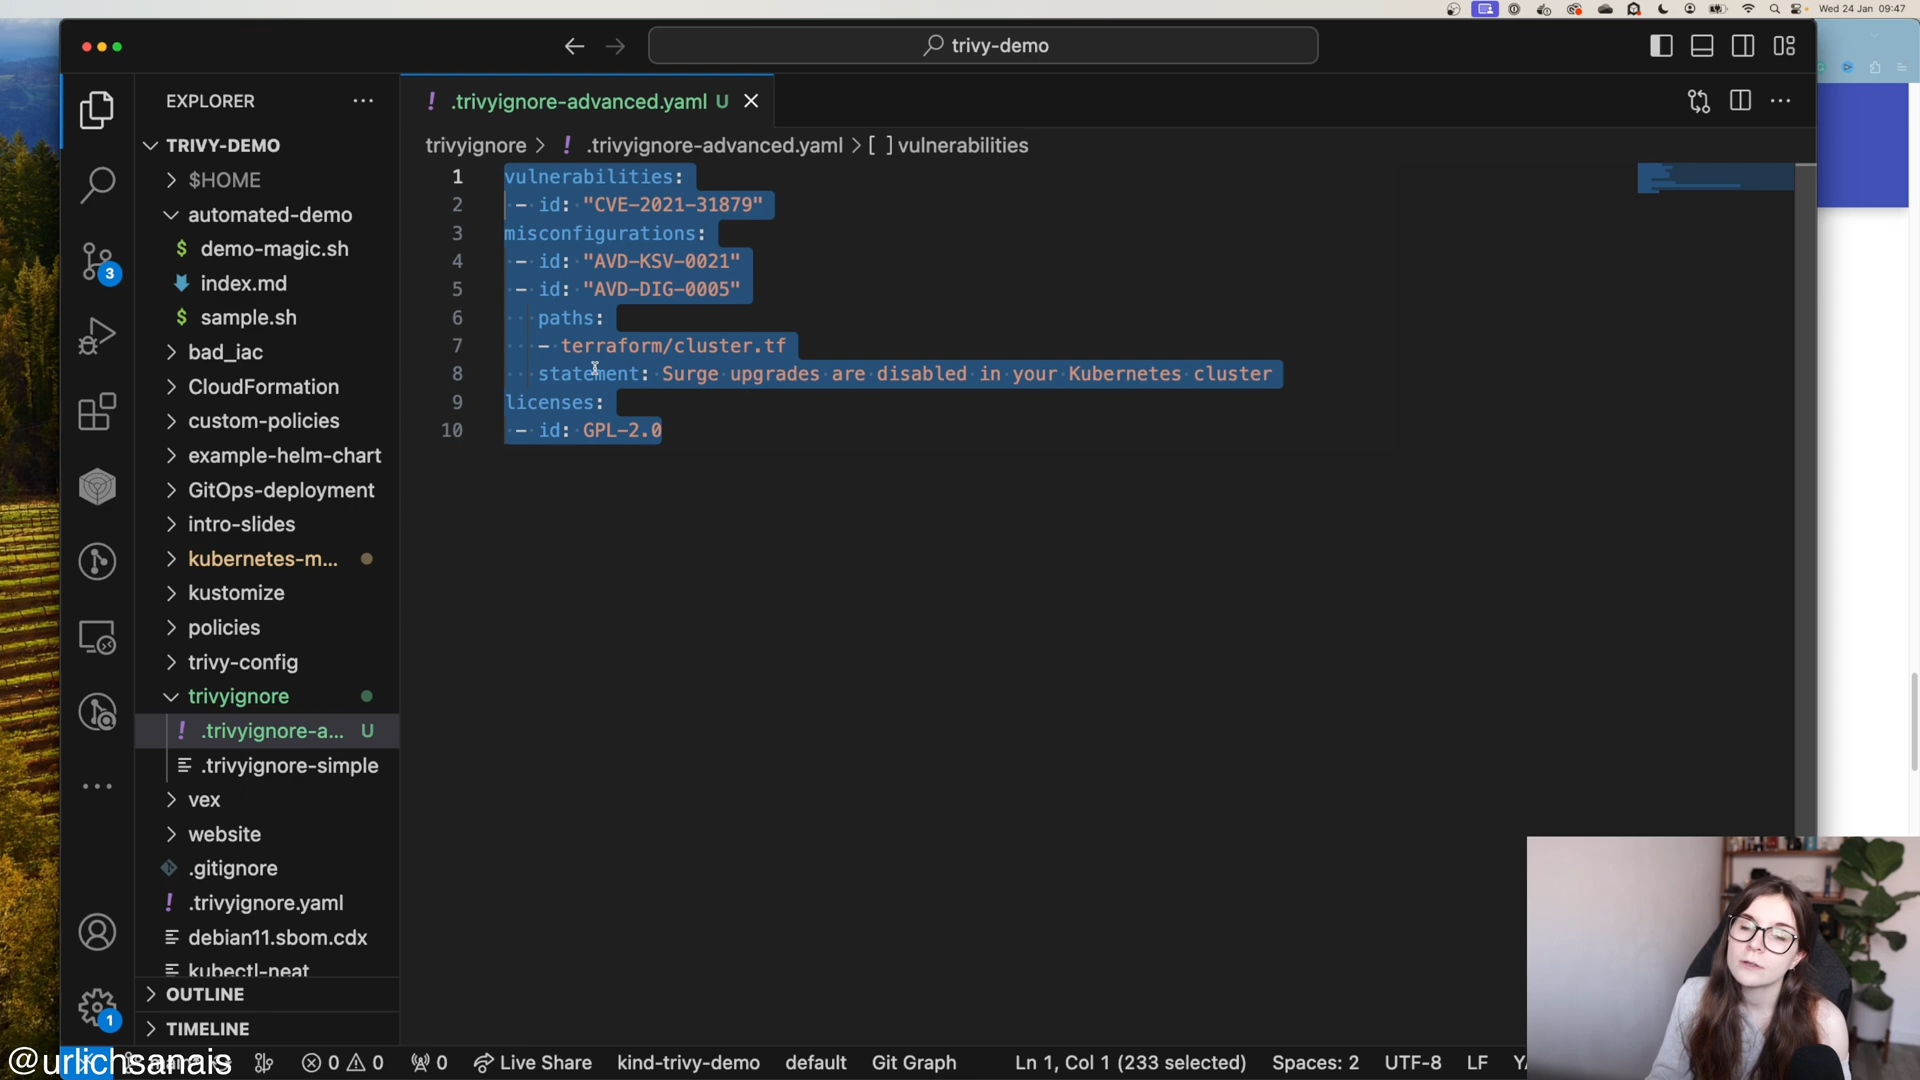 Wed 24 Jan 09:47
trivy-demo
EXPLORER
.trivyignore-advanced.yaml U
TRIVY-DEMO
trivyignore > ! .trivyignore-advanced.yaml > [ ] vulnerabilities
$HOME
automated-demo
$ demo-magic.sh
index.md
$ sample.sh
bad_iac
CloudFormation
custom-policies
example-helm-chart
GitOps-deployment
intro-slides
kubernetes-m...
kustomize
policies
trivy-config
trivyignore
! .trivyignore-a... U
.trivyignore-simple
vex
website
.gitignore
! .trivyignore.yaml
debian11.sbom.cdx
kubectl-neat
OUTLINE
TIMELINE
3
1
1 vulnerabilities:
2 - id: "CVE-2021-31879"
3 misconfigurations:
4 - id: "AVD-KSV-0021"
5 - id: "AVD-DIG-0005"
6 paths:
7 - terraform/cluster.tf
8 statement: Surge upgrades are disabled in your Kubernetes cluster
9 licenses:
10 - id: GPL-2.0
@urlichsanais
0 0 0 Live Share kind-trivy-demo default Git Graph Ln 1, Col 1 (233 selected) Spaces: 2 UTF-8 LF